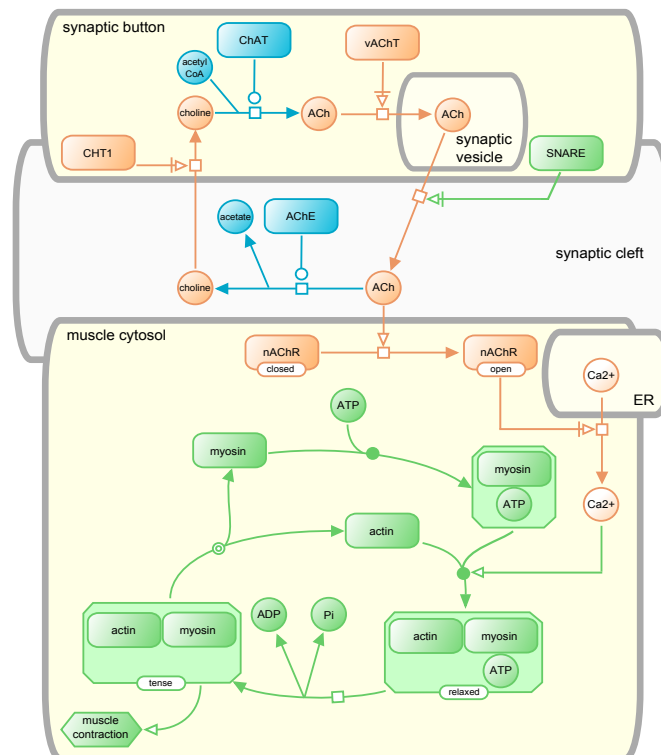 synaptic button
ChAT
vAChT
acetyl
CoA
choline
ACh
ACh
synaptic
vesicle
CHT1
SNARE
acetate
AChE
synaptic cleft
choline
ACh
muscle cytosol
nAChR
closed
nAChR
open
Ca2+
ER
ATP
myosin
myosin
ATP
Ca2+
actin
ADP
Pi
actin
myosin
tense
actin
myosin
ATP
relaxed
muscle
contraction